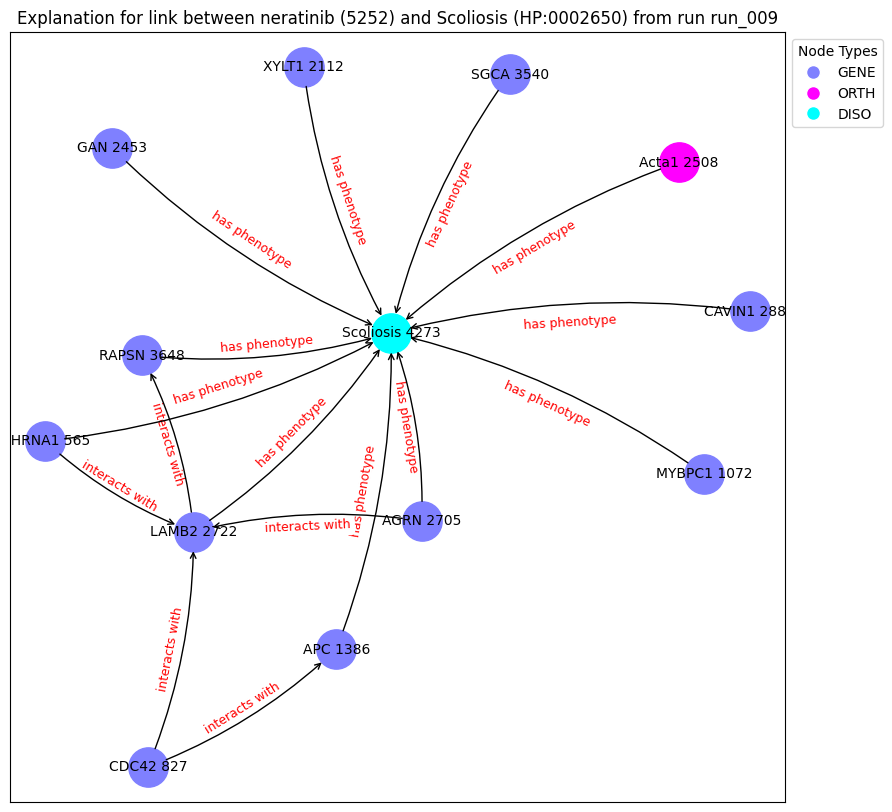 Explanation for link between neratinib (5252) and Scoliosis (HP:0002650) from run run_009
Node Types
GENE
ORTH
DISO
XYLT1 2112
SGCA 3540
GAN 2453
Acta1 2508
has phenotype
has phenotype
has phenotype
has phenotype
CAVIN1 288
has phenotype
Scoliosis 4273
has phenotype
RAPSN 3648
has phenotype
has phenotype
has phenotype
has phenotype
HRNA1 565
interacts with
MYBPC1 1072
interacts with
has phenotype
AGRN 2705
interacts with
LAMB2 2722
APC 1386
interacts with
interacts with
CDC42 827